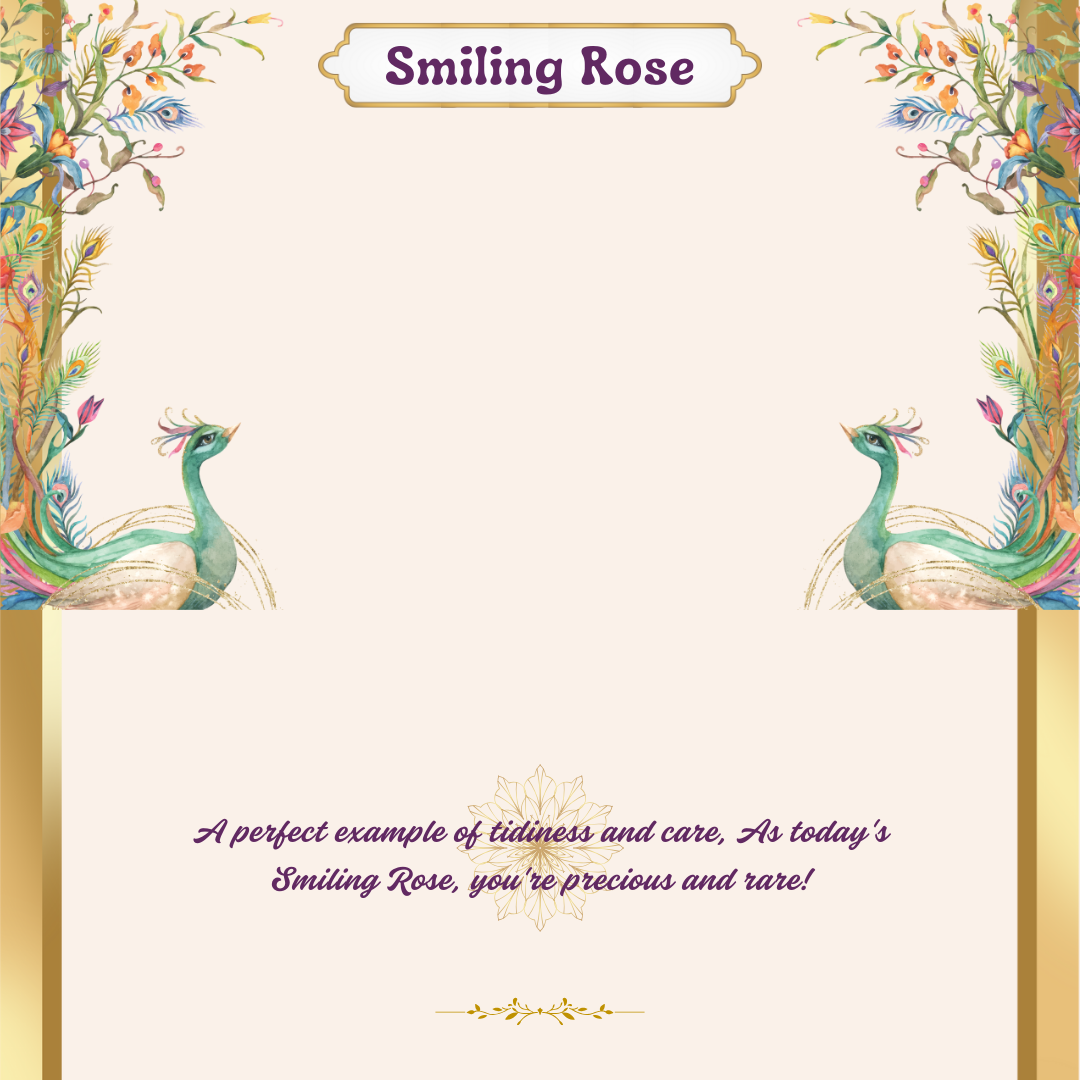 Smiling Rose
A perfect example of tidiness and care, As today's
Smiling Rose, you're precious and rare!